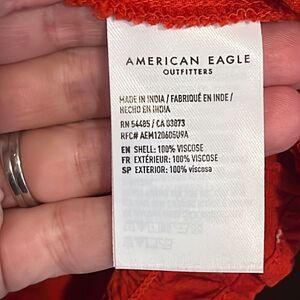 AMERICAN EAGLE
OUTFITTERS
MADE IN INDIA / FABRIQUÉ EN INDE /
HECHO EN INDIA
RN 54485 / CA 03873
RFC# AEM120605U9A
EN SHELL: 100% VISCOSE
FR EXTÉRIEUR: 100% VISCOSE
SP EXTERIOR: 100% viscosa